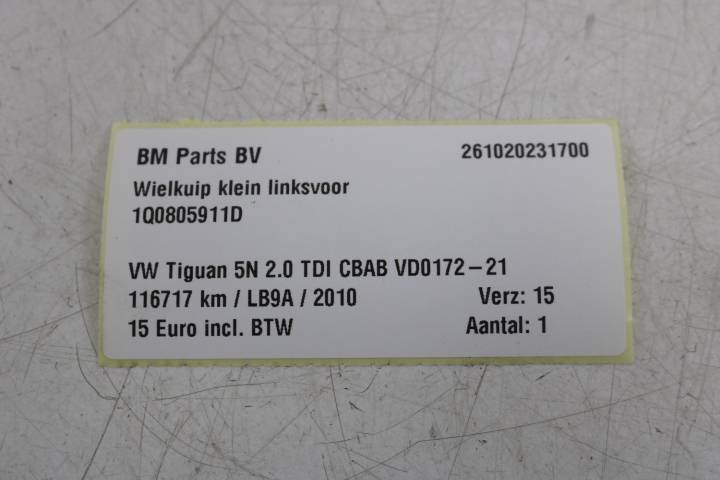 BM Parts BV 261020231700
Wielkuip klein linksvoor
1Q0805911D
VW Tiguan 5N 2.0 TDI CBAB VD0172-21
116717 km / LB9A / 2010 Verz: 15
15 Euro incl. BTW Aantal: 1